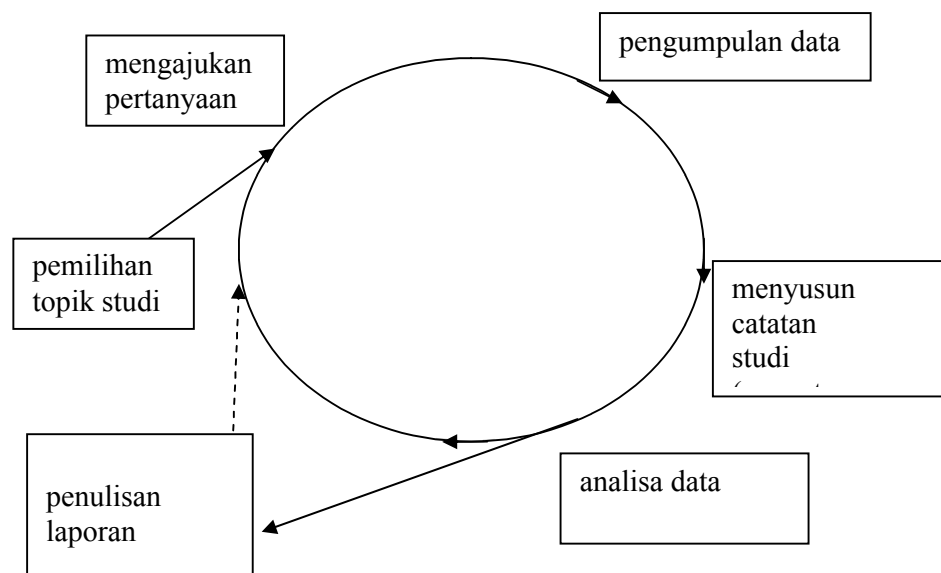 mengajukan
pertanyaan
pengumpulan data
pemilihan
topik studi
menyusun
catatan
studi
penulisan
laporan
analisa data